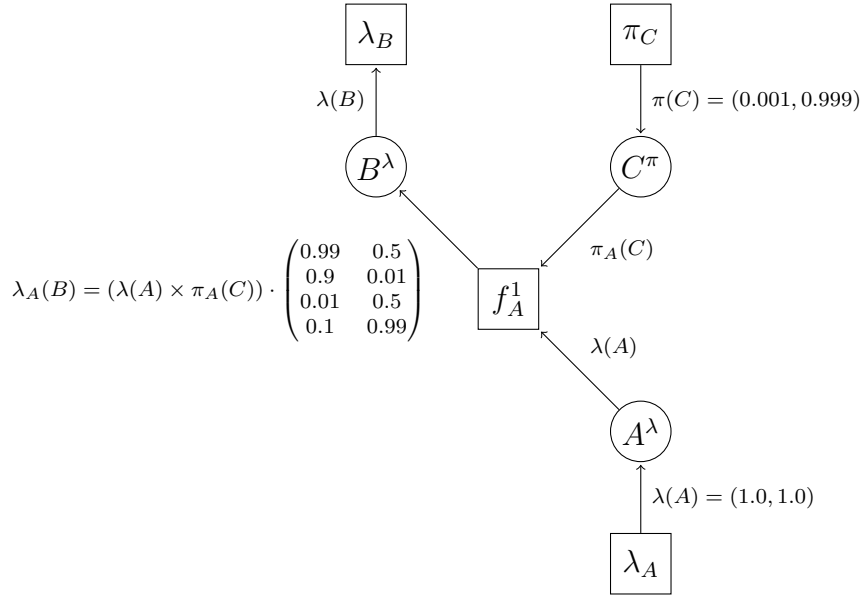 λ_B
π_C
λ(B)
π(C) = (0.001, 0.999)
B^λ
C^π
π_A(C)
λ_A(B) = (λ(A) × π_A(C)) · (0.99 0.5
0.9 0.01
0.01 0.5
0.1 0.99)
f_A^1
λ(A)
A^λ
λ(A) = (1.0, 1.0)
λ_A